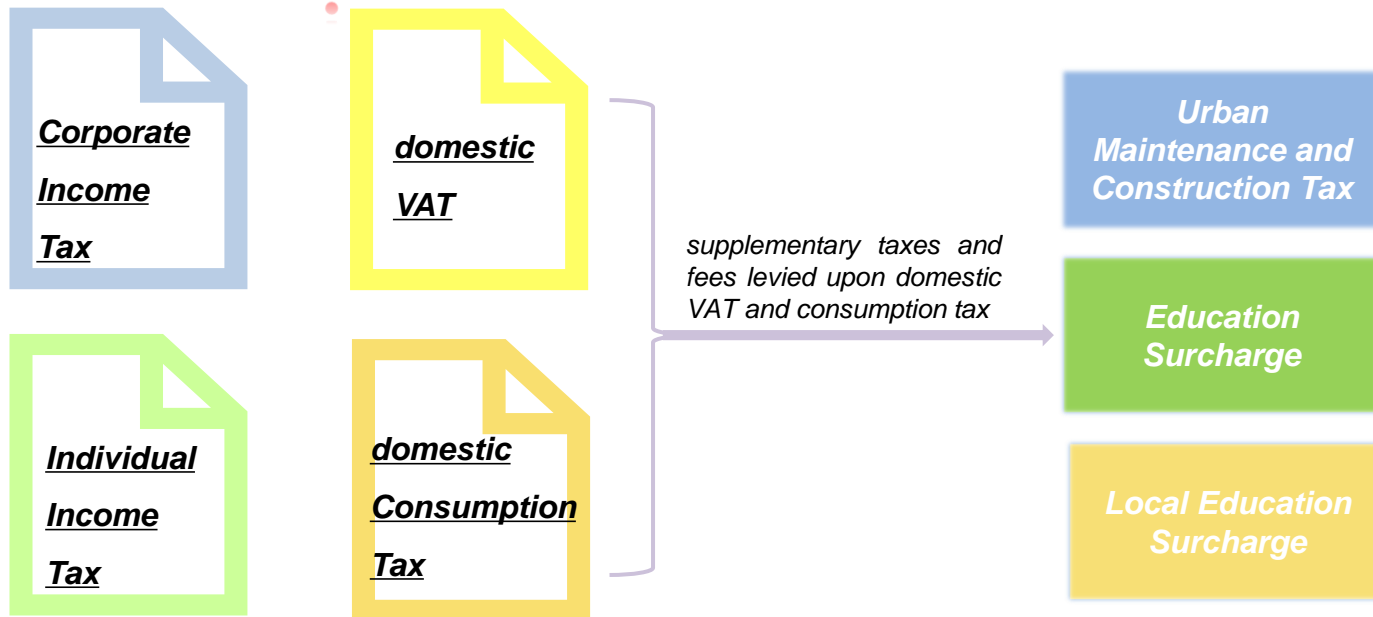 Corporate
Income
Tax
domestic
VAT
Individual
Income
Tax
domestic
Consumption
Tax
supplementary taxes and
fees levied upon domestic
VAT and consumption tax
Urban
Maintenance and
Construction Tax
Education
Surcharge
Local Education
Surcharge